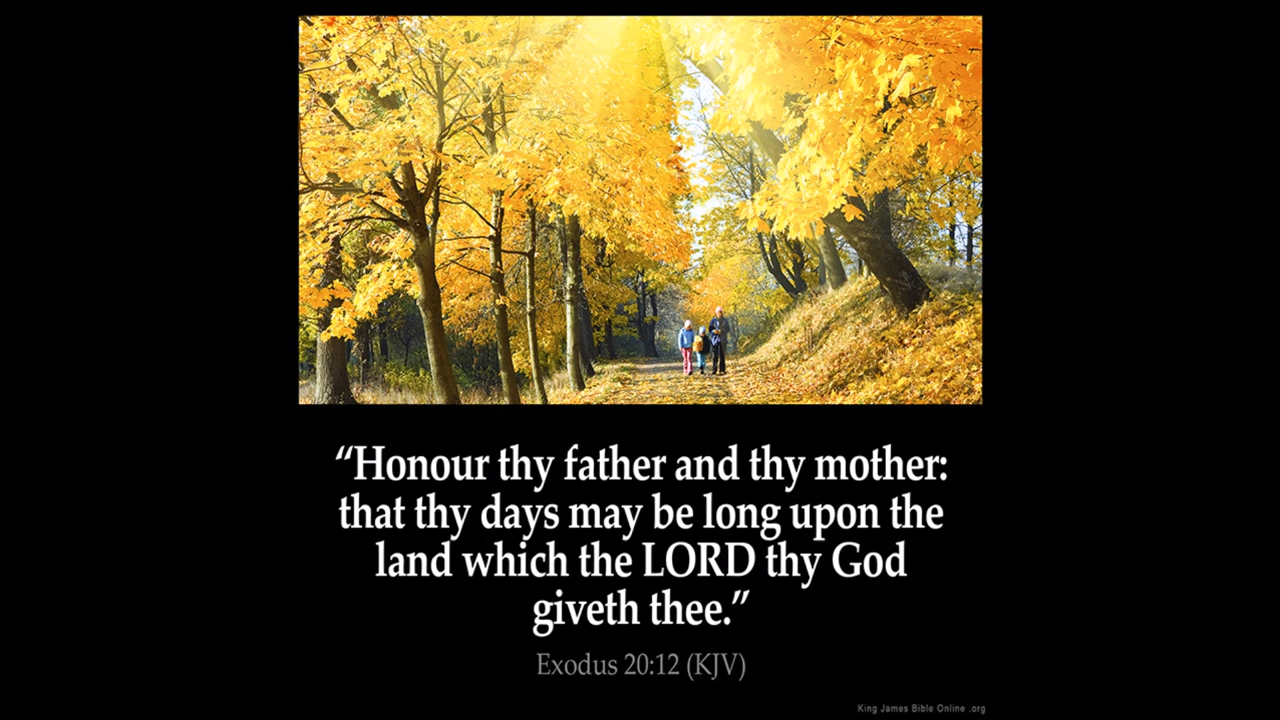 “Honour thy father and thy mother:
that thy days may be long upon the
land which the LORD thy God
giveth thee.”
Exodus 20:12 (KJV)
King James Bible Online .org